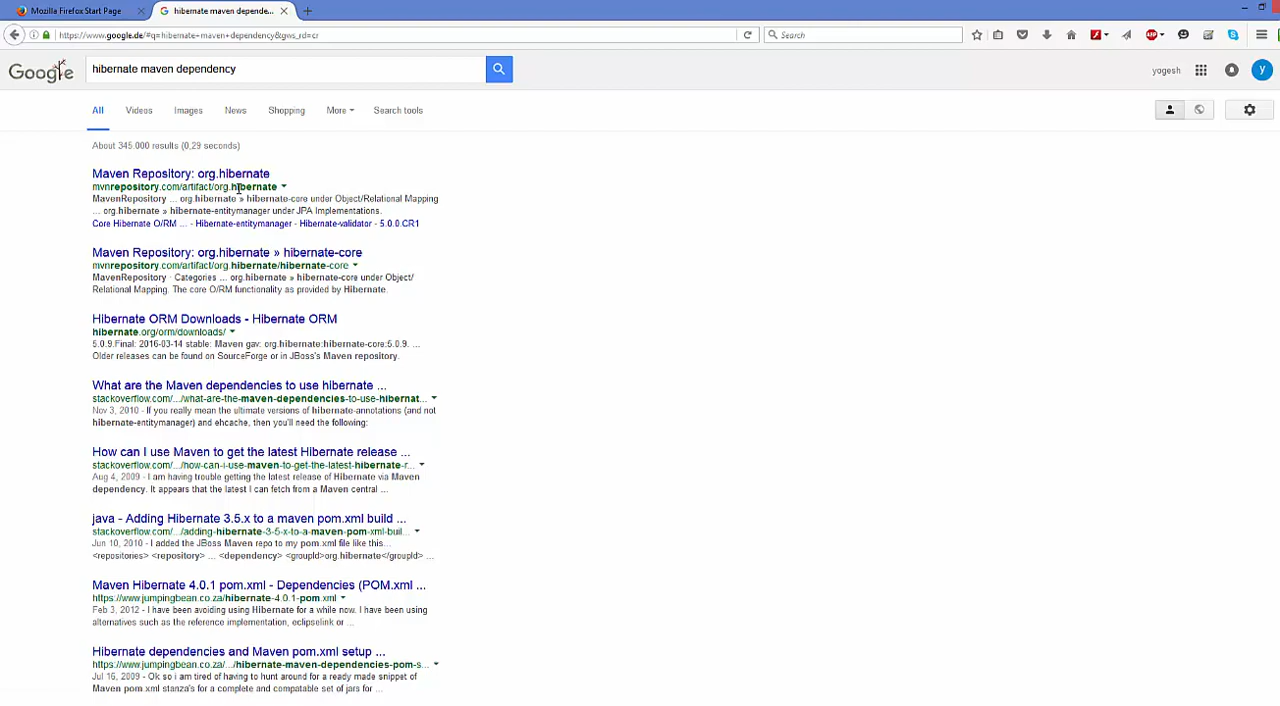 Mozilla Firefox Start Page
hibernate maven depende...
https://www.google.de/#q=hibernate+maven+dependency&gws_rd=cr
Search
Google
hibernate maven dependency
yogesh
y
All Videos Images News Shopping More Search tools
About 345.000 results (0,29 seconds)
Maven Repository: org.hibernate
mvnrepository.com/artifact/org.hibernate
MavenRepository ... org.hibernate » hibernate-core under Object/Relational Mapping
... org.hibernate » hibernate-entitymanager under JPA Implementations.
Core Hibernate O/RM ... - Hibernate-entitymanager - Hibernate-validator - 5.0.0.CR1
Maven Repository: org.hibernate » hibernate-core
mvnrepository.com/artifact/org.hibernate/hibernate-core
MavenRepository · Categories ... org.hibernate » hibernate-core under Object/
Relational Mapping. The core O/RM functionality as provided by Hibernate.
Hibernate ORM Downloads - Hibernate ORM
hibernate.org/orm/downloads/
5.0.9.Final: 2016-03-14 stable: Maven gav: org.hibernate:hibernate-core:5.0.9. ...
Older releases can be found on SourceForge or in JBoss's Maven repository.
What are the Maven dependencies to use hibernate ...
stackoverflow.com/.../what-are-the-maven-dependencies-to-use-hibernat...
Nov 3, 2010 - If you really mean the ultimate versions of hibernate-annotations (and not
hibernate-entitymanager) and ehcache, then you'll need the following:
How can I use Maven to get the latest Hibernate release ...
stackoverflow.com/.../how-can-i-use-maven-to-get-the-latest-hibernate-r...
Aug 4, 2009 - I am having trouble getting the latest release of Hibernate via Maven
dependency. It appears that the latest I can fetch from a Maven central ...
java - Adding Hibernate 3.5.x to a maven pom.xml build ...
stackoverflow.com/.../adding-hibernate-3-5-x-to-a-maven-pom-xml-buil...
Jun 10, 2010 - I added the JBoss Maven repo to my pom.xml file like this...
<repositories> <repository> ... <dependency> <groupId>org.hibernate</groupId> ...
Maven Hibernate 4.0.1 pom.xml - Dependencies (POM.xml ...
https://www.jumpingbean.co.za/hibernate-4.0.1-pom.xml
Feb 3, 2012 - I have been avoiding using Hibernate for a while now. I have been using
alternatives such as the reference implementation, eclipselink or ...
Hibernate dependencies and Maven pom.xml setup ...
https://www.jumpingbean.co.za/.../hibernate-maven-dependencies-pom-s...
Jul 16, 2009 - Ok so i am tired of having to hunt around for a ready made snippet of
Maven pom xml stanza's for a complete and compatable set of jars for ...